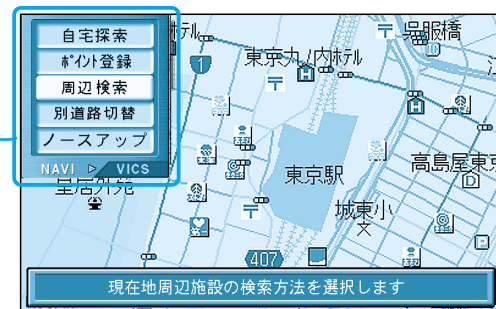 自宅探索
ポイント登録
周辺検索
別道路切替
ノースアップ
NAVI ▷ VICS
テル
1
東京丸ノ内ホテル
呉服橋
東京駅
高島屋東京
皇居外苑
城東小
文
407
現在地周辺施設の検索方法を選択します